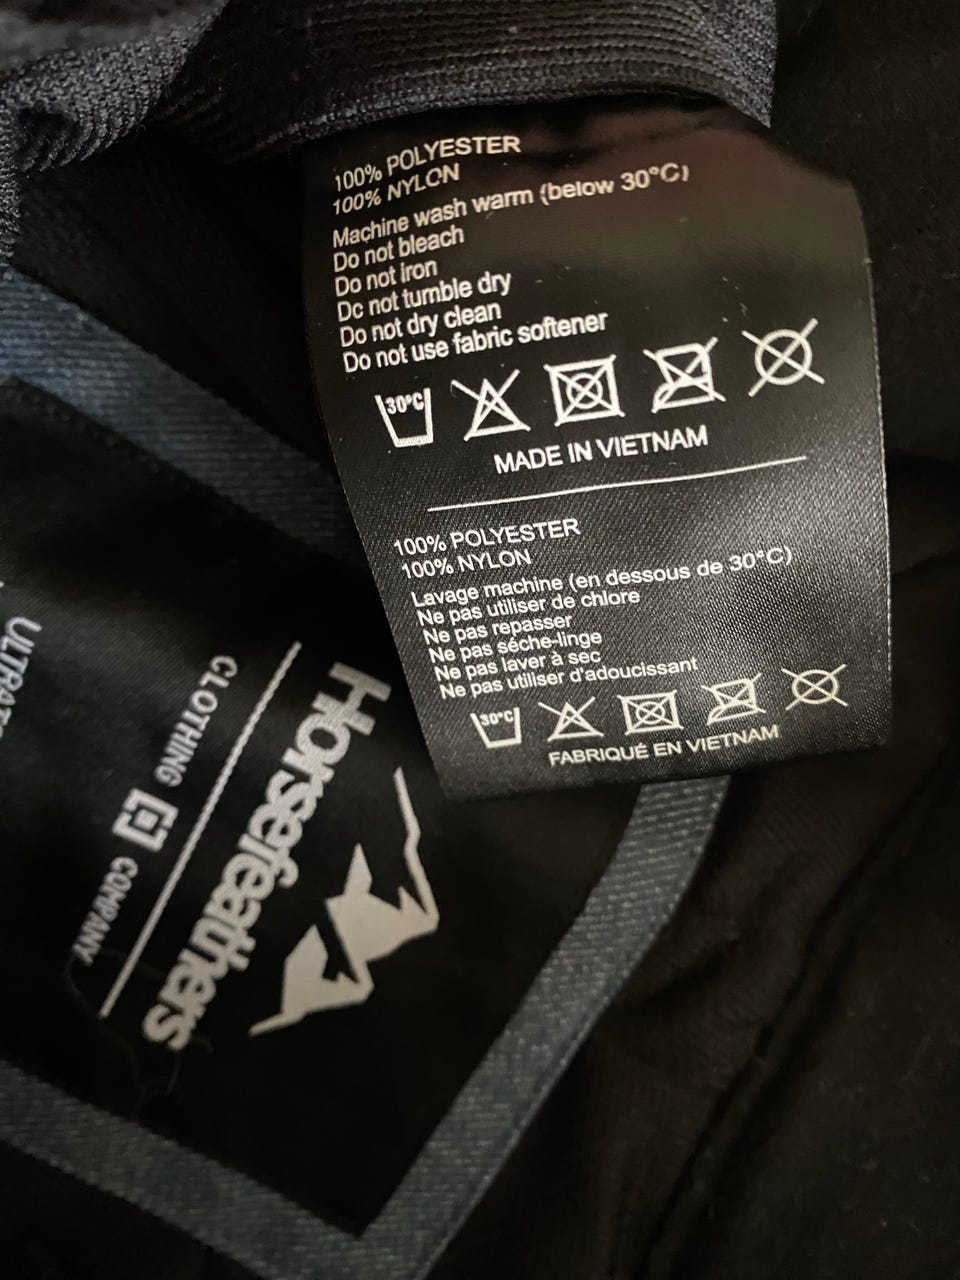 100% POLYESTER
100% NYLON
Machine wash warm (below 30°C)
Do not bleach
Do not iron
Do not tumble dry
Do not dry clean
Do not use fabric softener
30°C
MADE IN VIETNAM
100% POLYESTER
100% NYLON
Lavage machine (en dessous de 30°C)
Ne pas utiliser de chlore
Ne pas repasser
Ne pas séche-linge
Ne pas laver à sec
Ne pas utiliser d'adoucissant
30°C
FABRIQUÉ EN VIETNAM
Horsefeathers
CLOTHING COMPANY